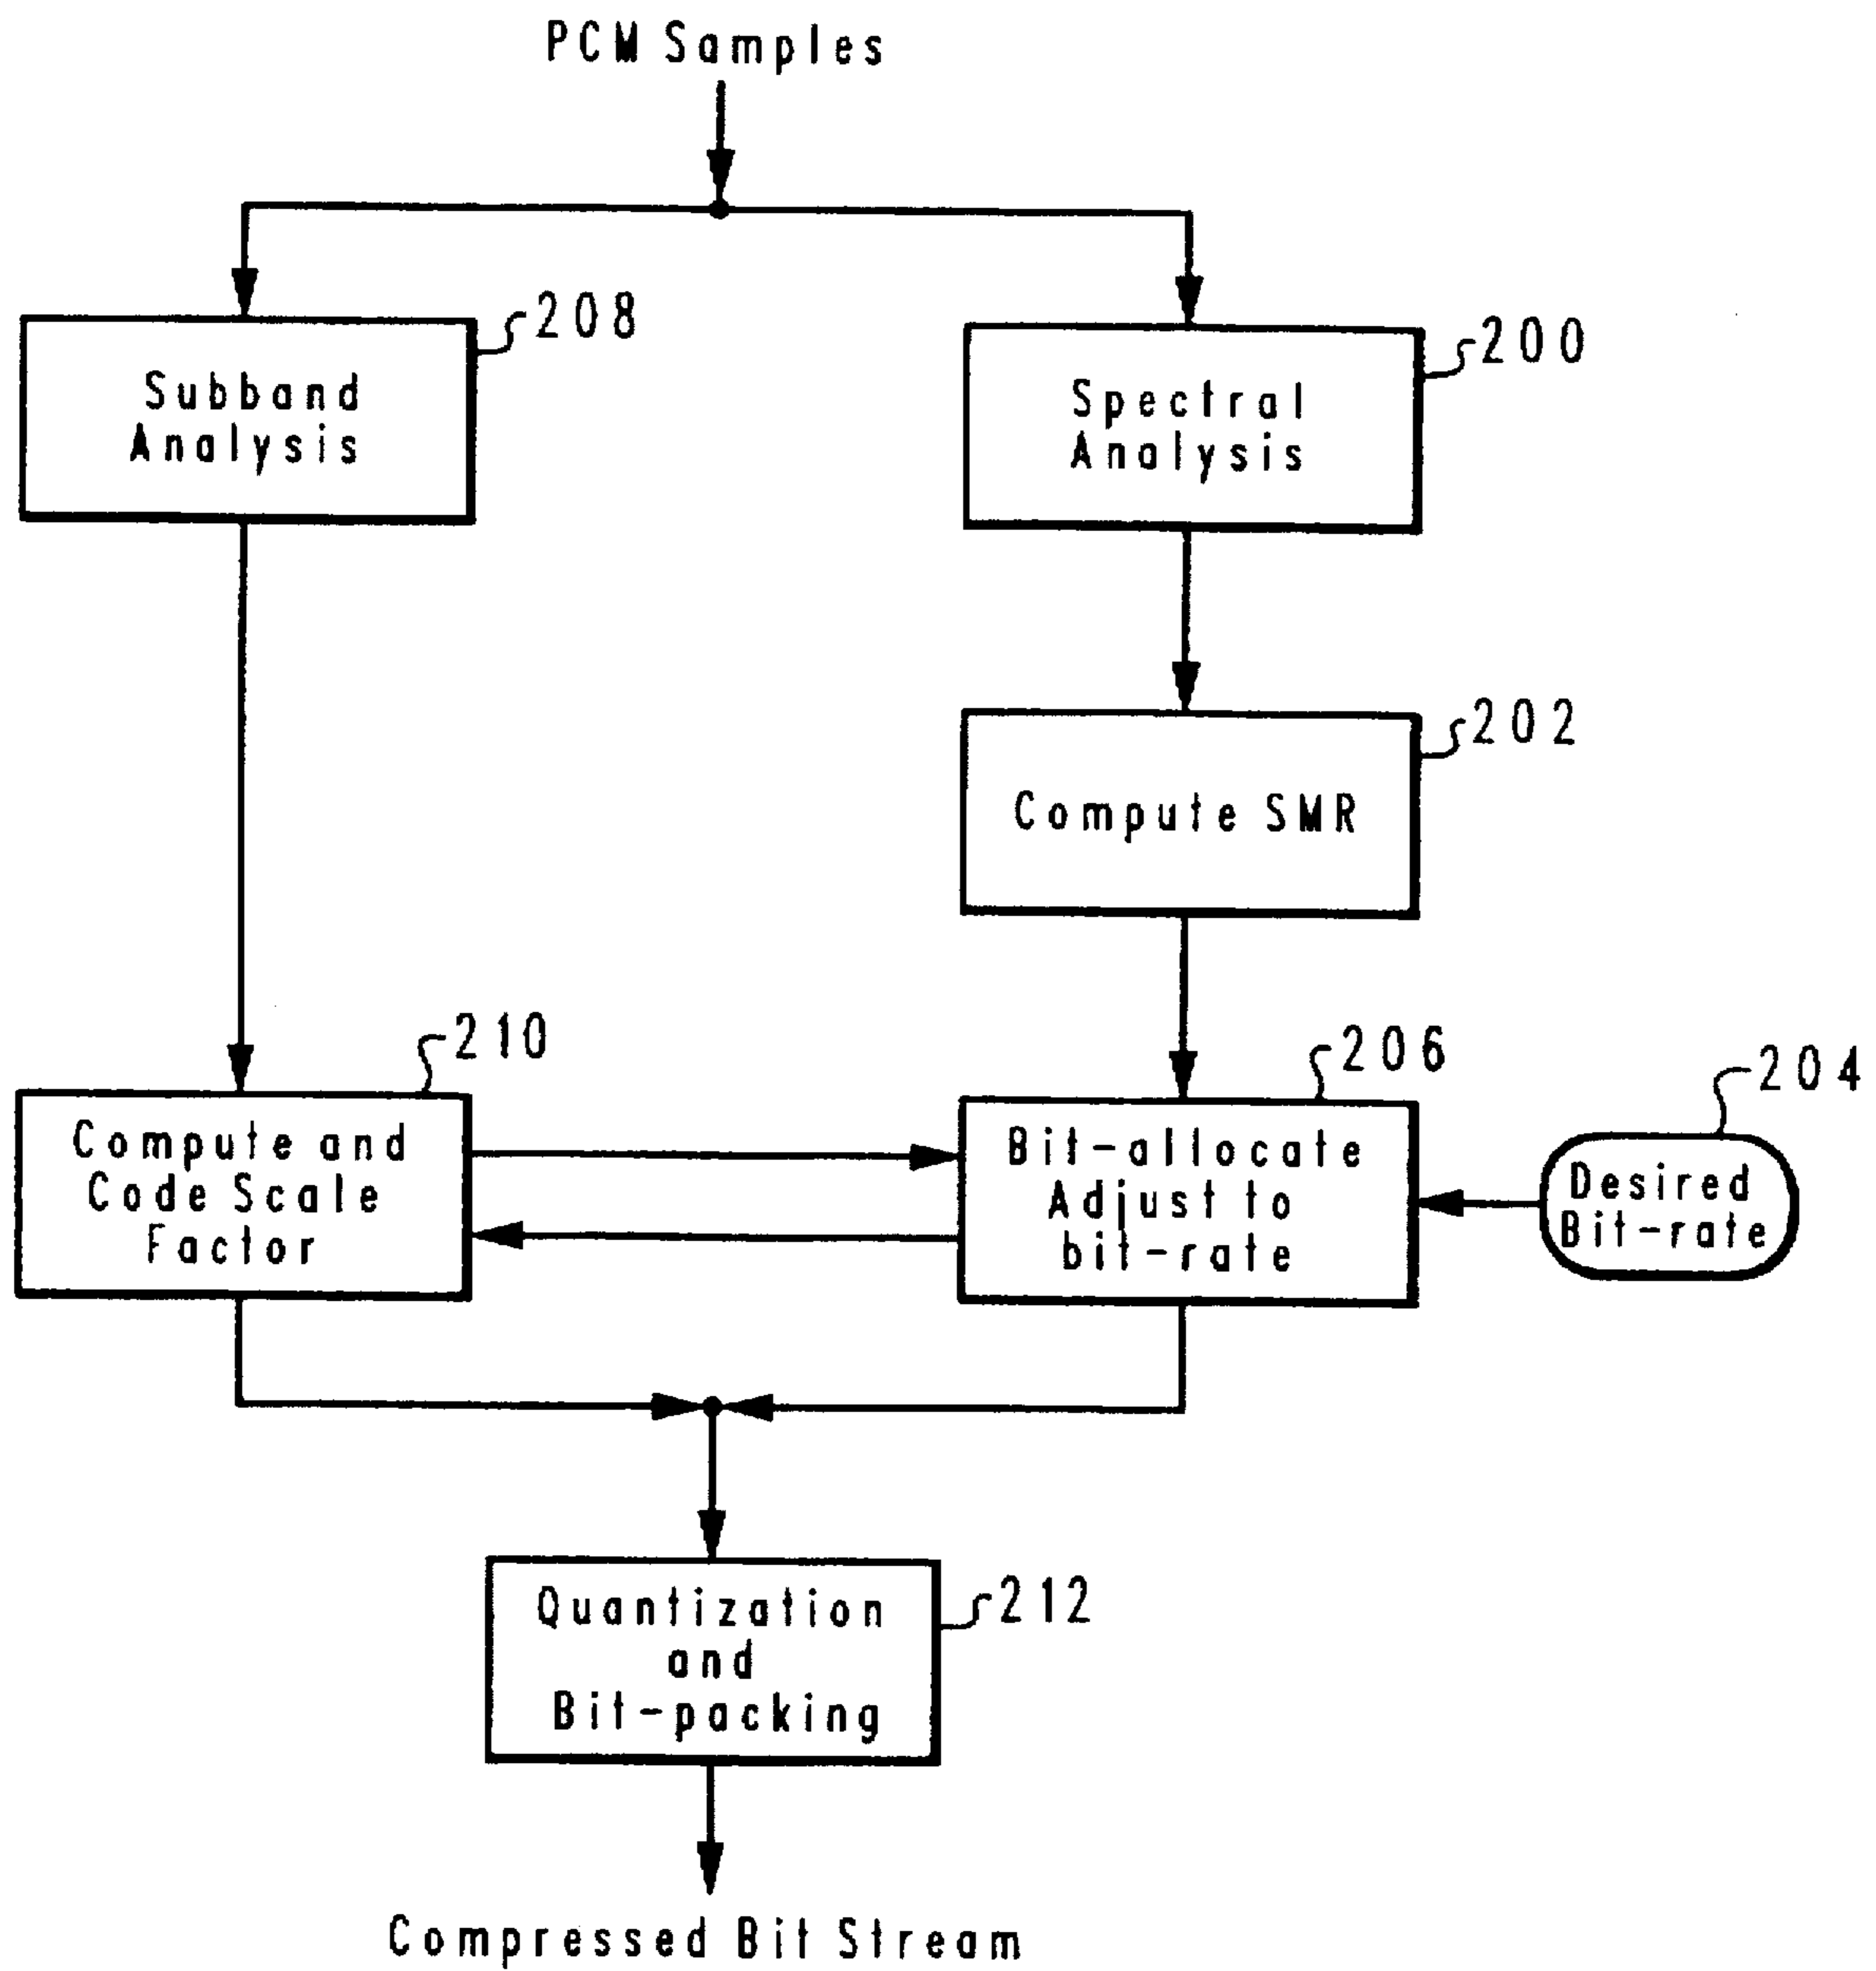 PCM Samples
208
Subband
Analysis
200
Spectral
Analysis
202
Compute SMR
210
Compute and
Code Scale
Factor
206
Bit-allocate
Adjust to
bit-rate
204
Desired
Bit-rate
212
Quantization
and
Bit-packing
Compressed Bit Stream